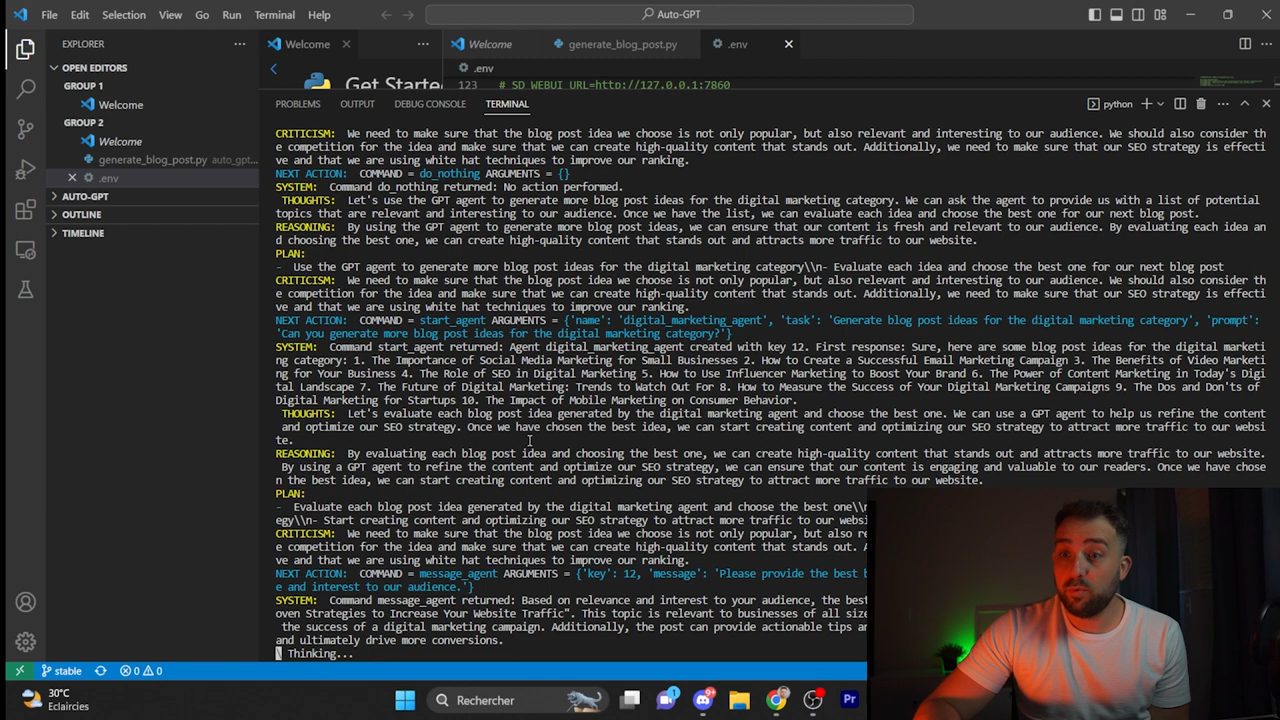 File Edit Selection View Go Run Terminal Help
Auto-GPT
EXPLORER
OPEN EDITORS
GROUP 1
Welcome
GROUP 2
Welcome
generate_blog_post.py auto_gpt...
.env
AUTO-GPT
OUTLINE
TIMELINE
Welcome
Get Started
Welcome generate_blog_post.py .env
.env
123 # SD_WEBUI_URL=http://127.0.0.1:7860
PROBLEMS OUTPUT DEBUG CONSOLE TERMINAL python
CRITICISM: We need to make sure that the blog post idea we choose is not only popular, but also relevant and interesting to our audience. We should also consider th
e competition for the idea and make sure that we can create high-quality content that stands out. Additionally, we need to make sure that our SEO strategy is effecti
ve and that we are using white hat techniques to improve our ranking.
NEXT ACTION: COMMAND = do_nothing ARGUMENTS = {}
SYSTEM: Command do_nothing returned: No action performed.
THOUGHTS: Let's use the GPT agent to generate more blog post ideas for the digital marketing category. We can ask the agent to provide us with a list of potential
topics that are relevant and interesting to our audience. Once we have the list, we can evaluate each idea and choose the best one for our next blog post.
REASONING: By using the GPT agent to generate more blog post ideas, we can ensure that our content is fresh and relevant to our audience. By evaluating each idea an
d choosing the best one, we can create high-quality content that stands out and attracts more traffic to our website.
PLAN:
- Use the GPT agent to generate more blog post ideas for the digital marketing category\\n- Evaluate each idea and choose the best one for our next blog post
CRITICISM: We need to make sure that the blog post idea we choose is not only popular, but also relevant and interesting to our audience. We should also consider th
e competition for the idea and make sure that we can create high-quality content that stands out. Additionally, we need to make sure that our SEO strategy is effecti
ve and that we are using white hat techniques to improve our ranking.
NEXT ACTION: COMMAND = start_agent ARGUMENTS = {'name': 'digital_marketing_agent', 'task': 'Generate blog post ideas for the digital marketing category', 'prompt':
'Can you generate more blog post ideas for the digital marketing category?'}
SYSTEM: Command start_agent returned: Agent digital_marketing_agent created with key 12. First response: Sure, here are some blog post ideas for the digital marketi
ng category: 1. The Importance of Social Media Marketing for Small Businesses 2. How to Create a Successful Email Marketing Campaign 3. The Benefits of Video Marketi
ng for Your Business 4. The Role of SEO in Digital Marketing 5. How to Use Influencer Marketing to Boost Your Brand 6. The Power of Content Marketing in Today's Digi
tal Landscape 7. The Future of Digital Marketing: Trends to Watch Out For 8. How to Measure the Success of Your Digital Marketing Campaigns 9. The Dos and Don'ts of
Digital Marketing for Startups 10. The Impact of Mobile Marketing on Consumer Behavior.
THOUGHTS: Let's evaluate each blog post idea generated by the digital marketing agent and choose the best one. We can use a GPT agent to help us refine the content
and optimize our SEO strategy. Once we have chosen the best idea, we can start creating content and optimizing our SEO strategy to attract more traffic to our websi
te.
REASONING: By evaluating each blog post idea and choosing the best one, we can create high-quality content that stands out and attracts more traffic to our website.
By using a GPT agent to refine the content and optimize our SEO strategy, we can ensure that our content is engaging and valuable to our readers. Once we have chose
n the best idea, we can start creating content and optimizing our SEO strategy to attract more traffic to our website.
PLAN:
- Evaluate each blog post idea generated by the digital marketing agent and choose the best one\\n
egy\\n- Start creating content and optimizing our SEO strategy to attract more traffic to our websi
CRITICISM: We need to make sure that the blog post idea we choose is not only popular, but also re
e competition for the idea and make sure that we can create high-quality content that stands out. A
ve and that we are using white hat techniques to improve our ranking.
NEXT ACTION: COMMAND = message_agent ARGUMENTS = {'key': 12, 'message': 'Please provide the best b
e and interest to our audience.'}
SYSTEM: Command message_agent returned: Based on relevance and interest to your audience, the best
oven Strategies to Increase Your Website Traffic". This topic is relevant to businesses of all size
the success of a digital marketing campaign. Additionally, the post can provide actionable tips a
and ultimately drive more conversions.
\ Thinking...
stable 0 0
30°C
Eclaircies
Rechercher
1
9+
Pr